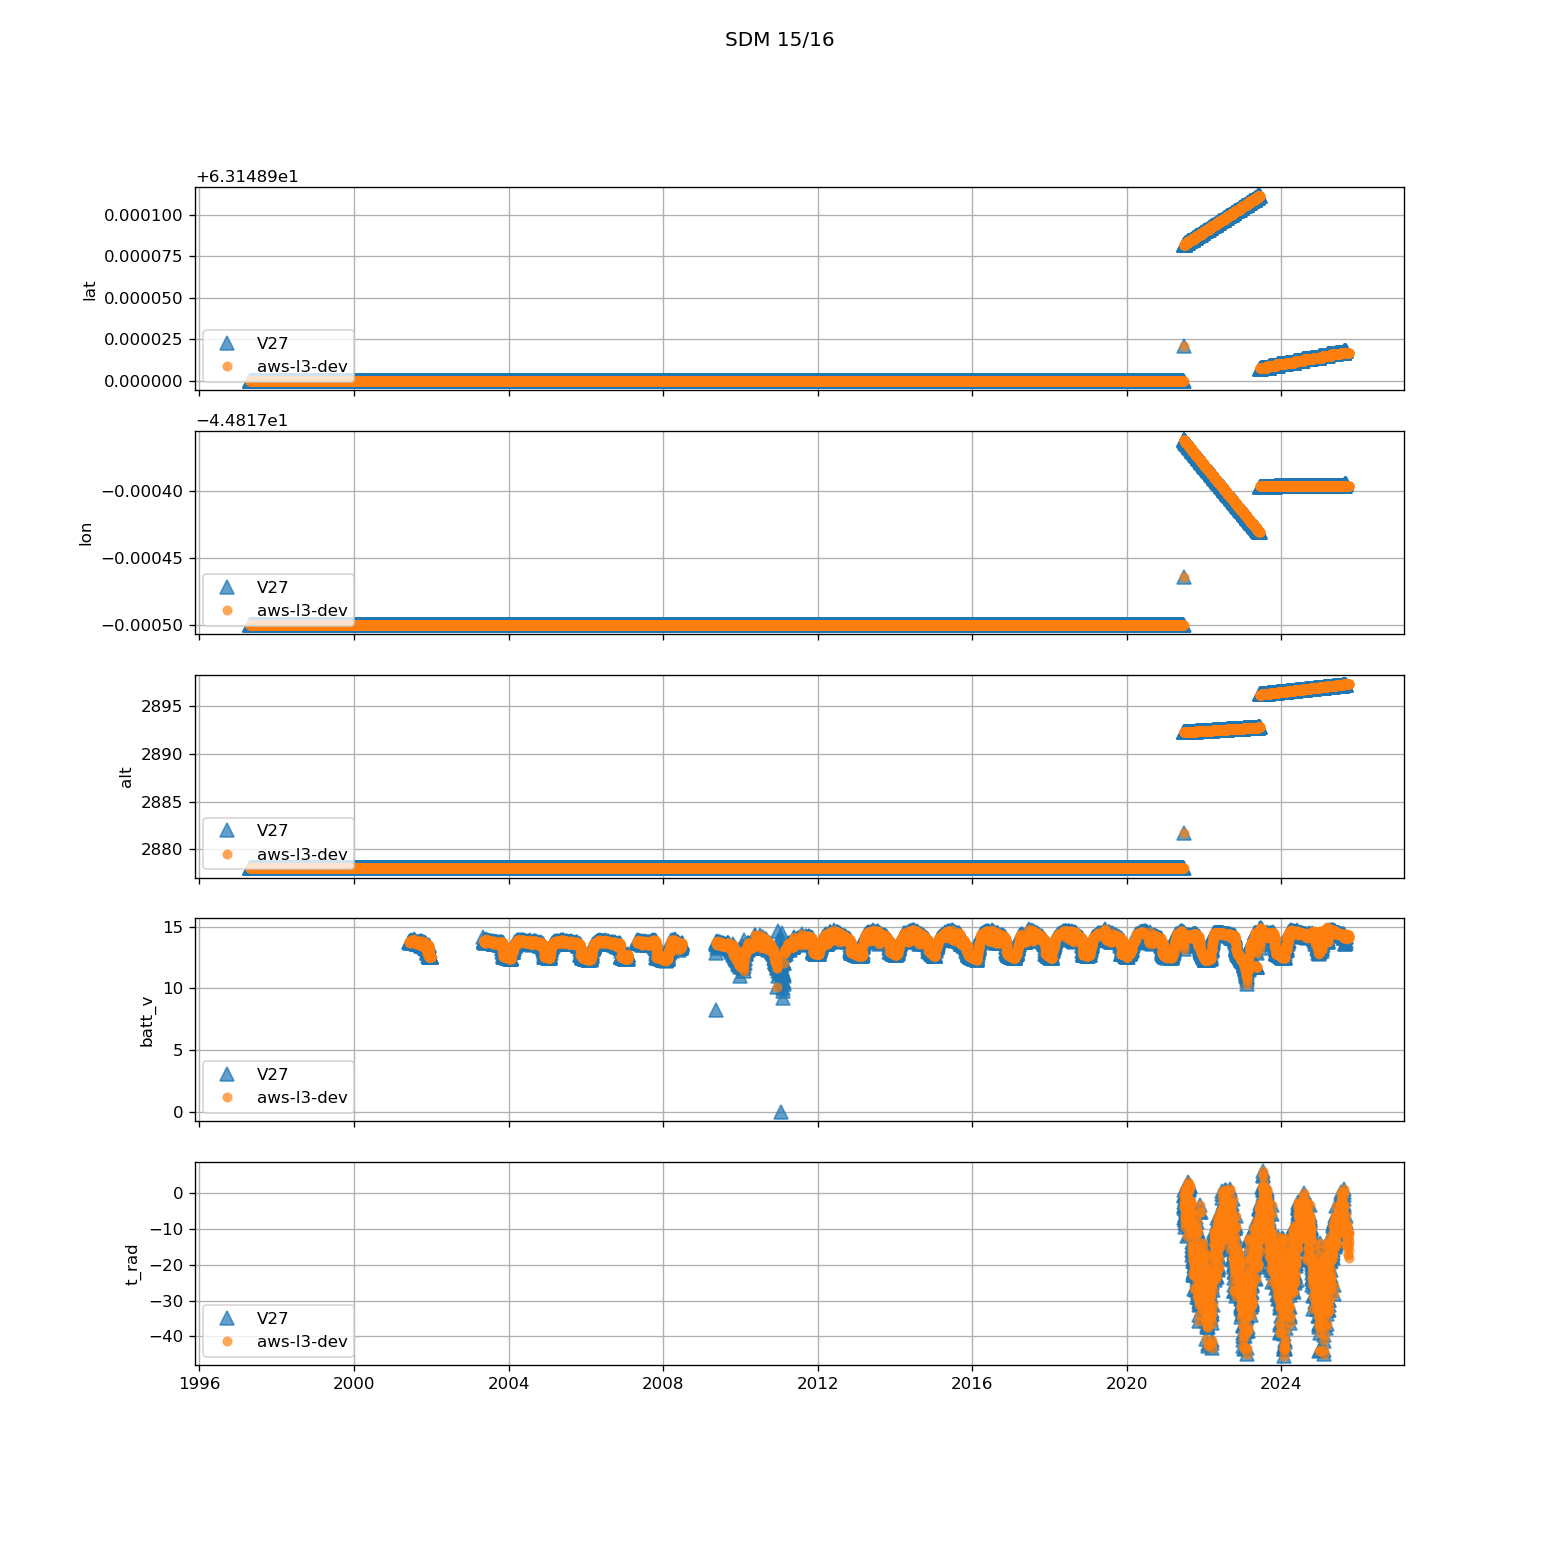 SDM 15/16
+6.31489e1
0.000100
0.000075
0.000050
0.000025
0.000000
lat
V27
aws-l3-dev
−4.4817e1
−0.00040
−0.00045
−0.00050
lon
V27
aws-l3-dev
2895
2890
2885
2880
alt
V27
aws-l3-dev
15
10
5
0
batt_v
V27
aws-l3-dev
0
−10
−20
−30
−40
t_rad
V27
aws-l3-dev
1996 2000 2004 2008 2012 2016 2020 2024